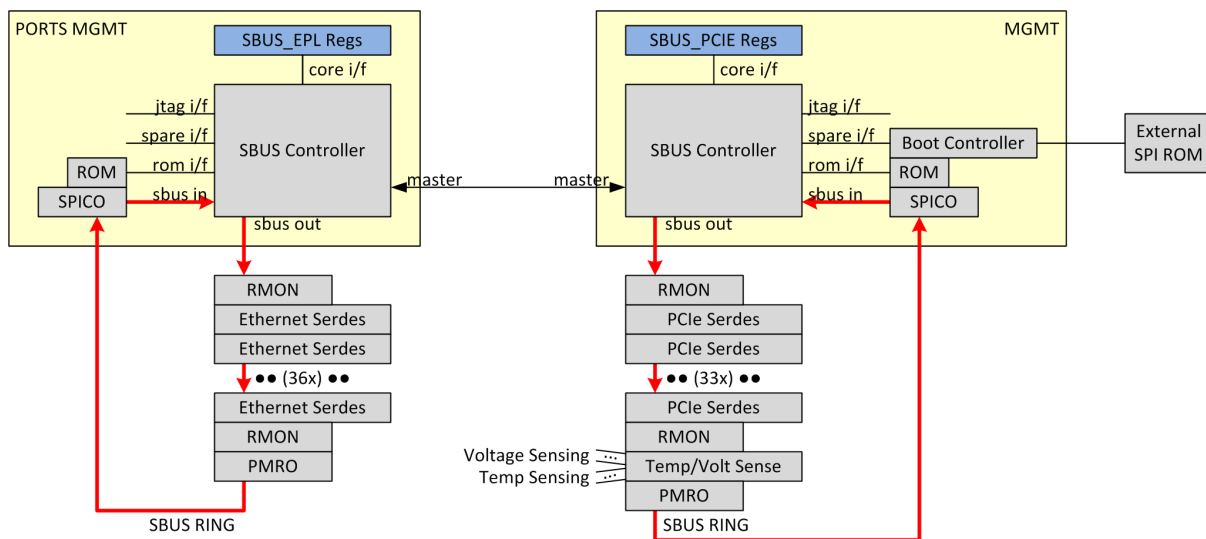 PORTS MGMT
SBUS_EPL Regs
core i/f
jtag i/f
spare i/f
SBUS Controller
rom i/f
ROM
sbus in
SPICO
master
sbus out
RMON
Ethernet Serdes
Ethernet Serdes
●● (36x) ●●
Ethernet Serdes
RMON
PMRO
SBUS RING
MGMT
SBUS_PCIE Regs
core i/f
jtag i/f
spare i/f
SBUS Controller
Boot Controller
External
SPI ROM
rom i/f
ROM
master
sbus in
SPICO
sbus out
RMON
PCIe Serdes
PCIe Serdes
●● (33x) ●●
PCIe Serdes
RMON
Voltage Sensing ...
Temp/Volt Sense
Temp Sensing ...
PMRO
SBUS RING